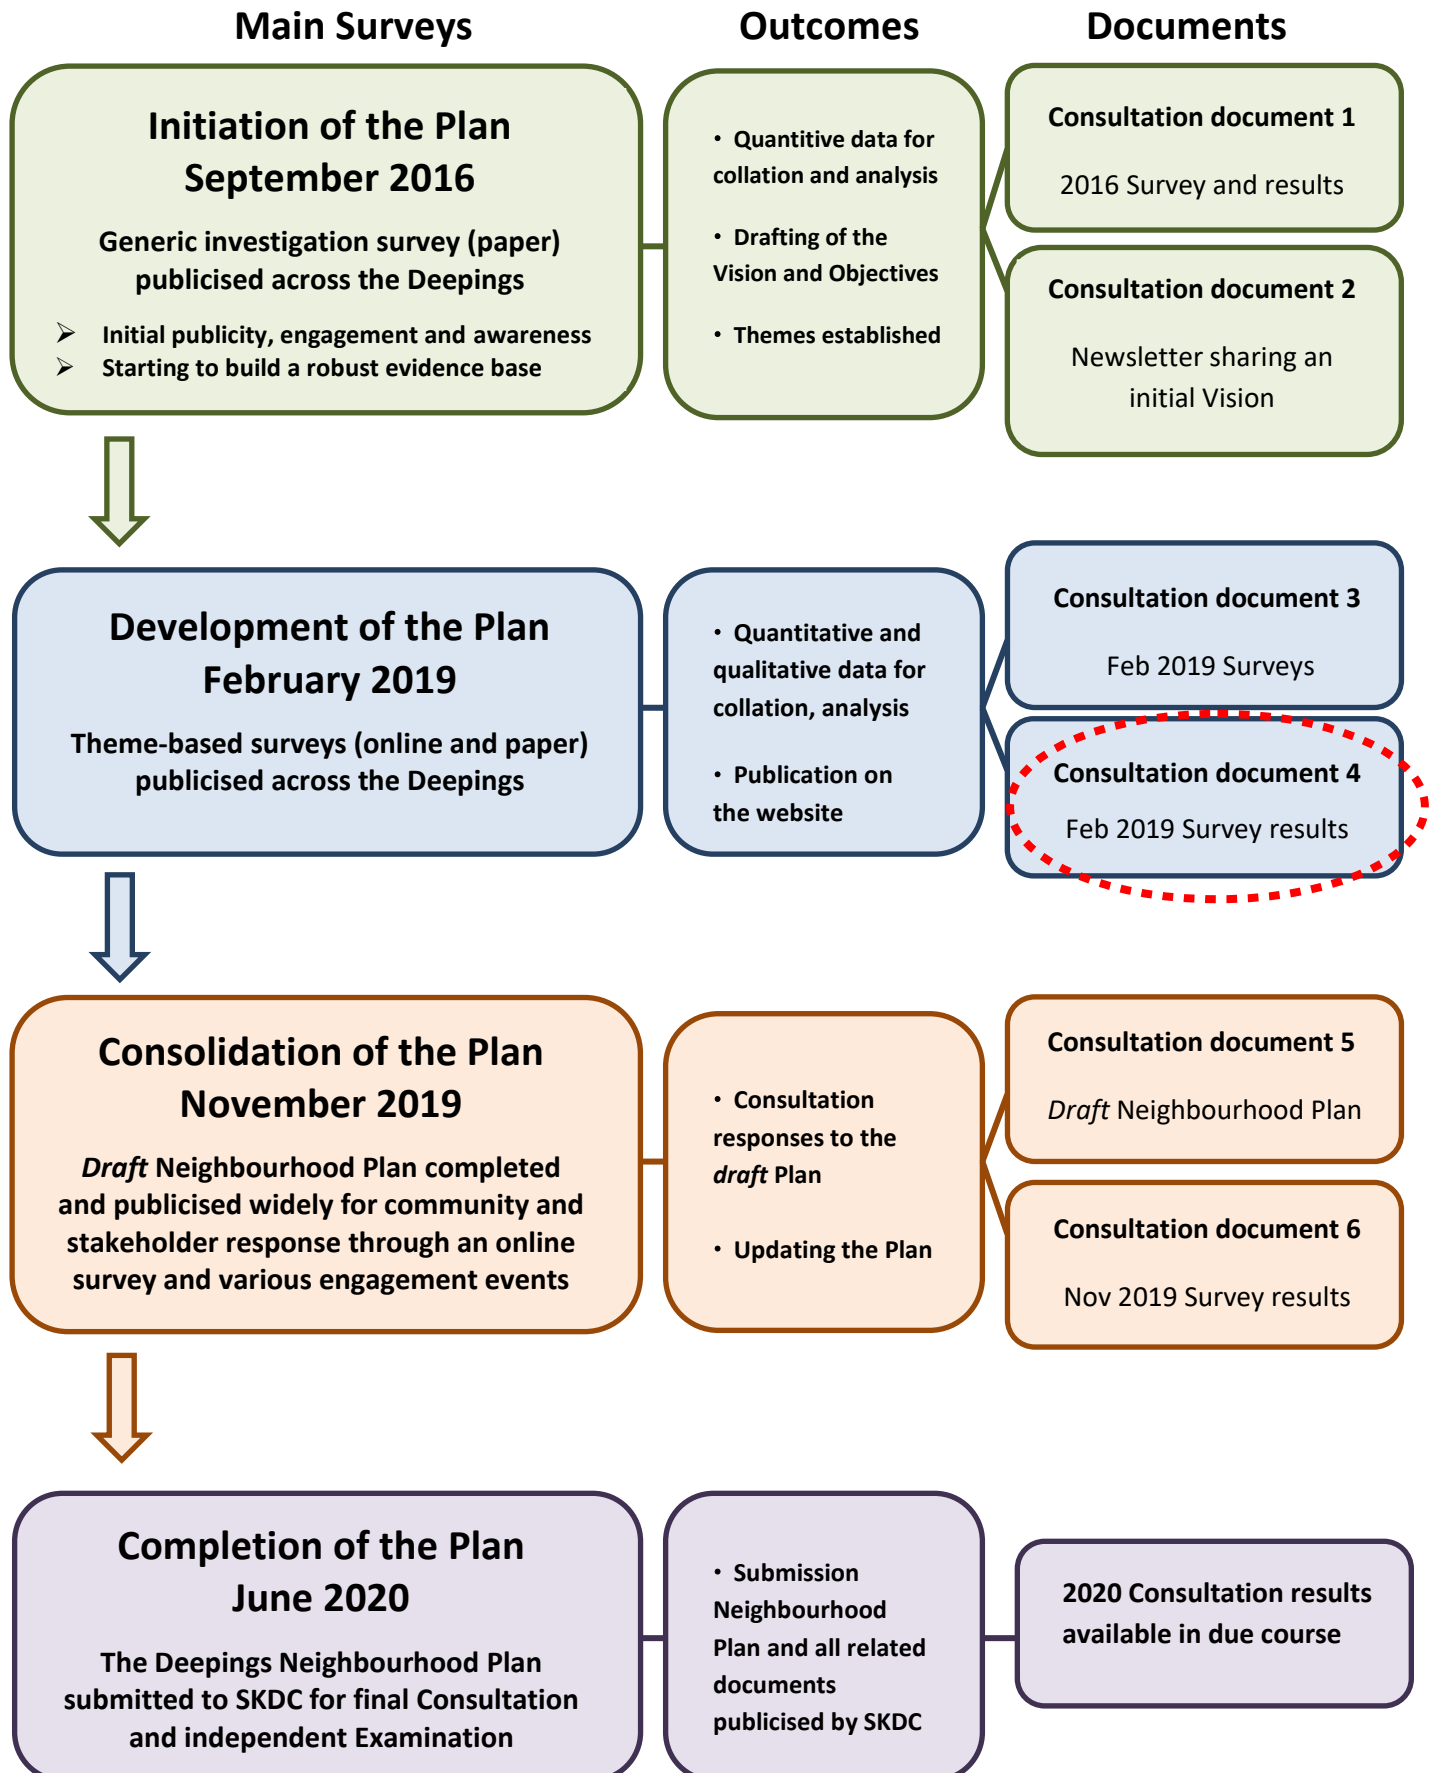 Main Surveys
Outcomes
Documents
Initiation of the Plan
September 2016
Generic investigation survey (paper)
publicised across the Deepings
➢ Initial publicity, engagement and awareness
➢ Starting to build a robust evidence base
• Quantitive data for
collation and analysis
• Drafting of the
Vision and Objectives
• Themes established
Consultation document 1
2016 Survey and results
Consultation document 2
Newsletter sharing an
initial Vision
Development of the Plan
February 2019
Theme-based surveys (online and paper)
publicised across the Deepings
• Quantitative and
qualitative data for
collation, analysis
• Publication on
the website
Consultation document 3
Feb 2019 Surveys
Consultation document 4
Feb 2019 Survey results
Consolidation of the Plan
November 2019
Draft Neighbourhood Plan completed
and publicised widely for community and
stakeholder response through an online
survey and various engagement events
• Consultation
responses to the
draft Plan
• Updating the Plan
Consultation document 5
Draft Neighbourhood Plan
Consultation document 6
Nov 2019 Survey results
Completion of the Plan
June 2020
The Deepings Neighbourhood Plan
submitted to SKDC for final Consultation
and independent Examination
• Submission
Neighbourhood
Plan and all related
documents
publicised by SKDC
2020 Consultation results
available in due course